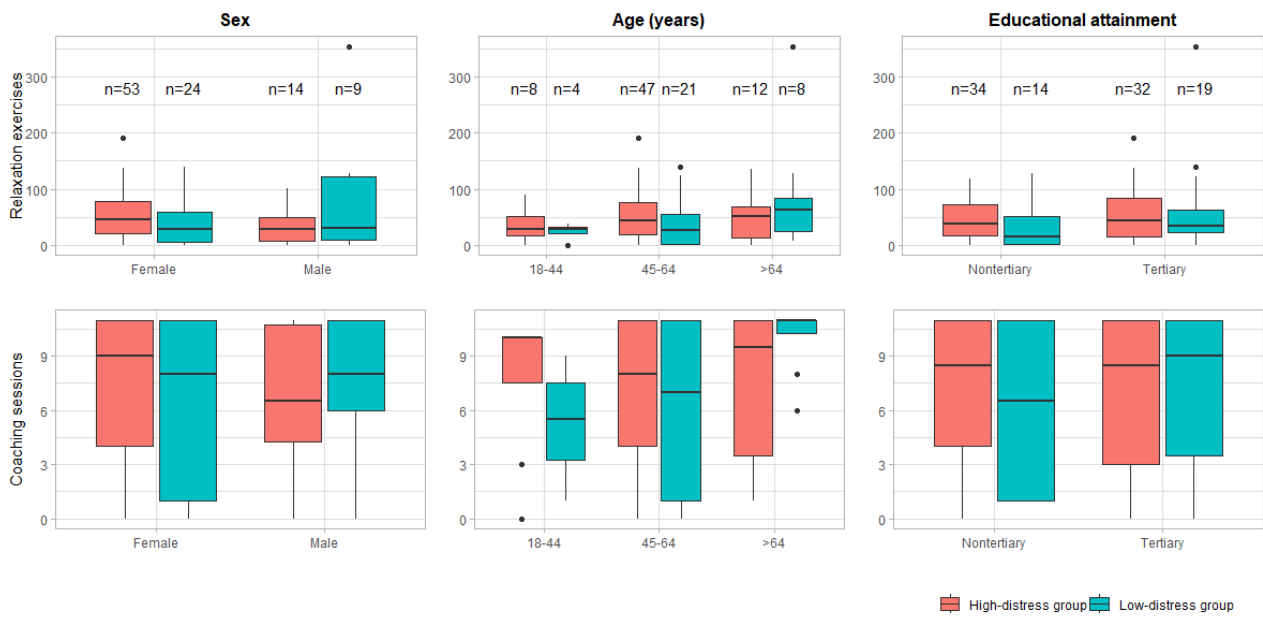 Sex
Age (years)
Educational attainment
Relaxation exercises
300
200
100
0
n=53 n=24 n=14 n=9
Female Male
300
200
100
0
n=8 n=4 n=47 n=21 n=12 n=8
18-44 45-64 >64
300
200
100
0
n=34 n=14 n=32 n=19
Nontertiary Tertiary
Coaching sessions
9
6
3
0
Female Male
9
6
3
0
18-44 45-64 >64
9
6
3
0
Nontertiary Tertiary
High-distress group Low-distress group